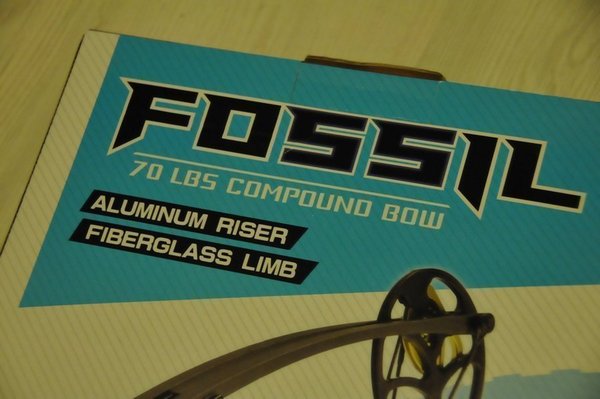 FOSSIL
70 LBS COMPOUND BOW
ALUMINUM RISER
FIBERGLASS LIMB